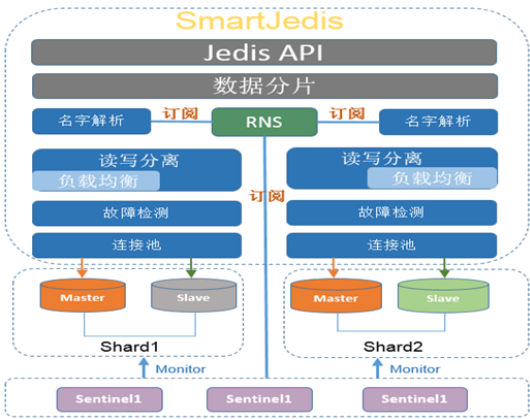 SmartJedis
Jedis API
数据分片
名字解析 订阅 RNS 订阅 名字解析
读写分离 读写分离
负载均衡 负载均衡
订阅
故障检测 故障检测
连接池 连接池
Master Slave Master Slave
Shard1 Shard2
Monitor Monitor
Sentinel1 Sentinel1 Sentinel1